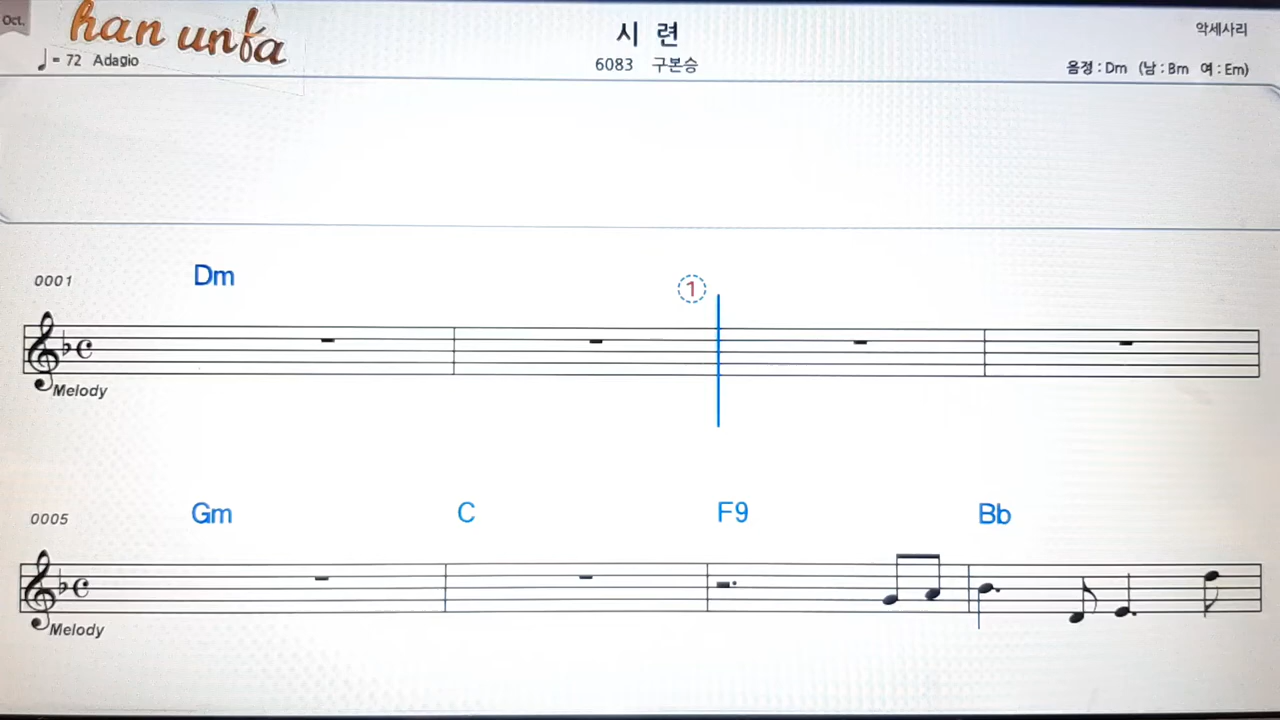 Oct.
han unfa
시 련
악세사리
= 72 Adagio
6083 구본승
음정 : Dm (남 : Bm 여 : Em)
0001
Dm
1
Melody
0005
Gm
C
F9
Bb
Melody